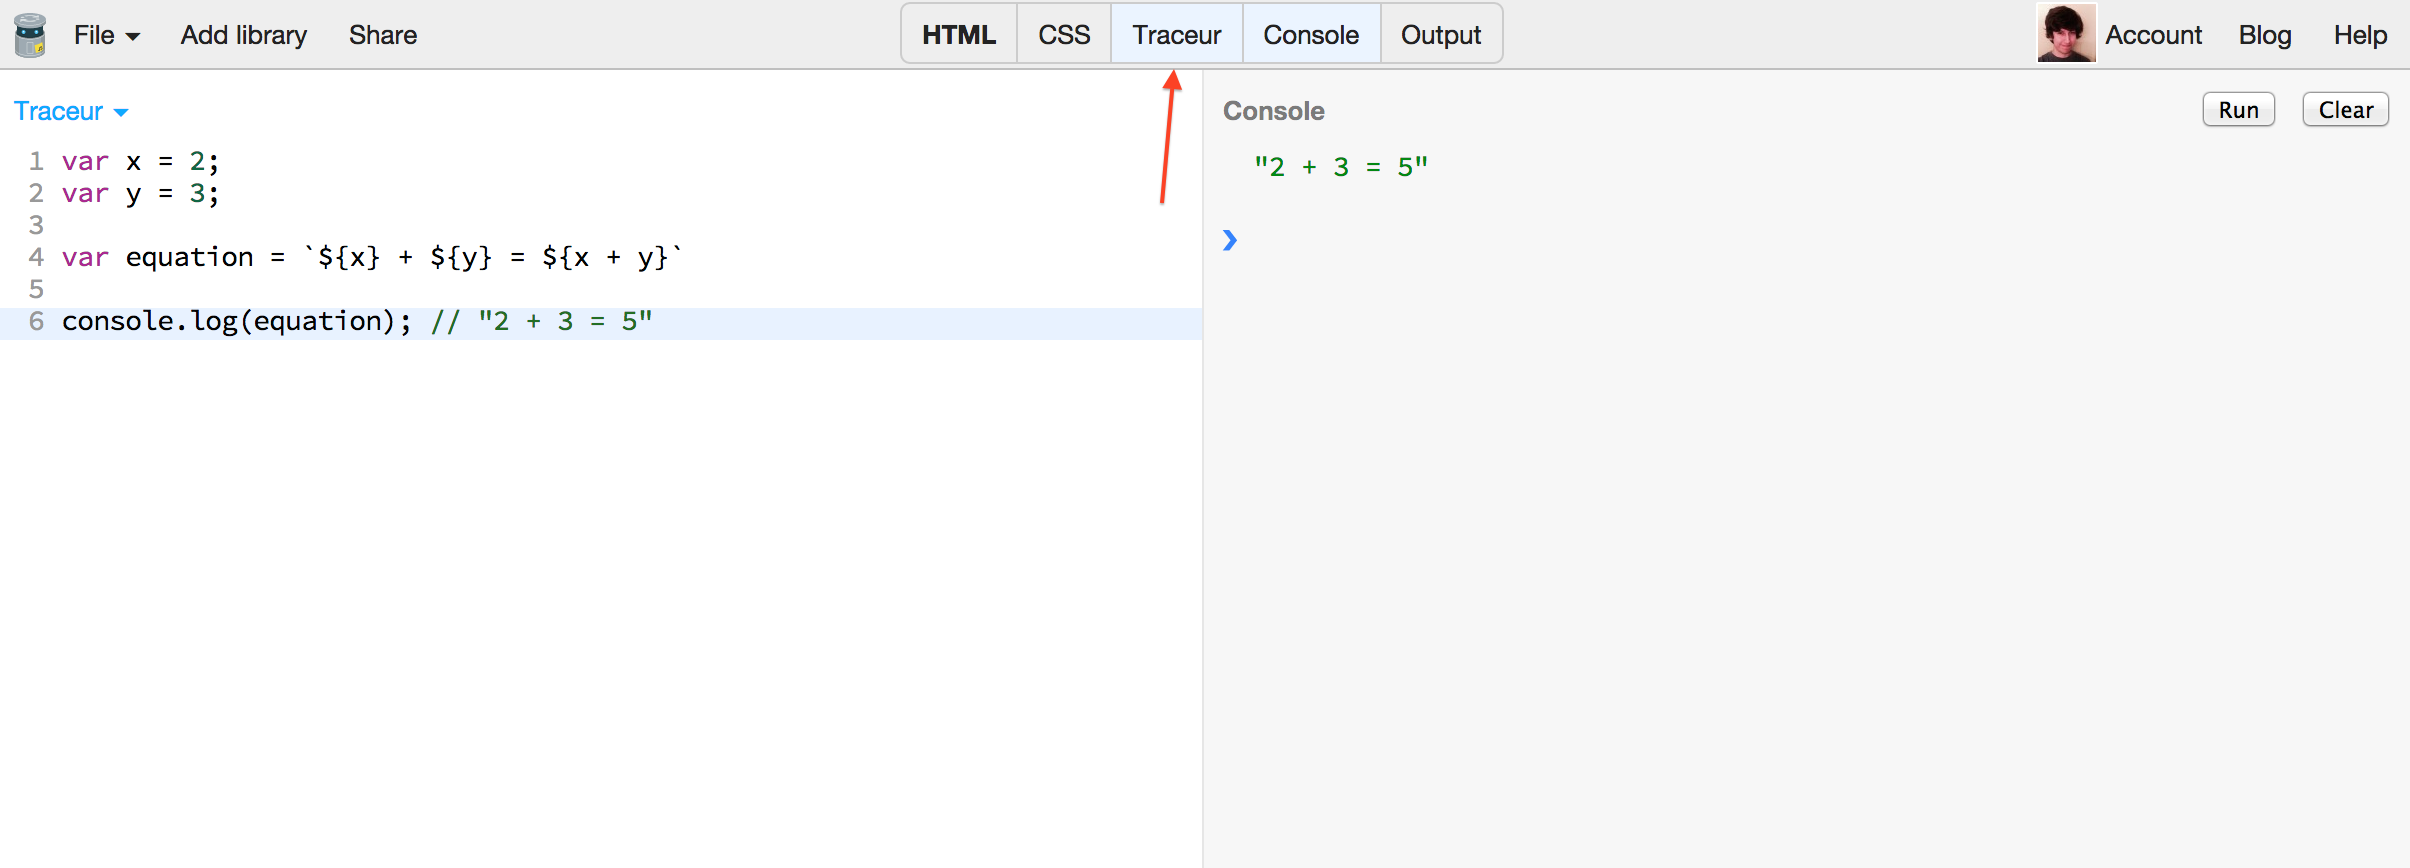 File Add library Share HTML CSS Traceur Console Output Account Blog Help
Traceur
1 var x = 2;
2 var y = 3;
3
4 var equation = `${x} + ${y} = ${x + y}`
5
6 console.log(equation); // "2 + 3 = 5"
Console Run Clear
"2 + 3 = 5"